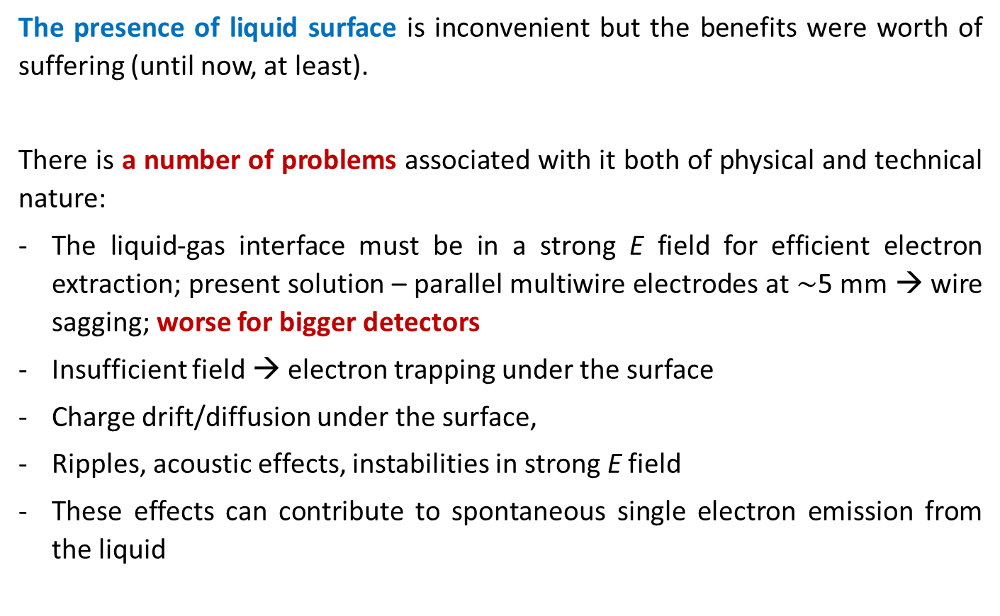 The presence of liquid surface is inconvenient but the benefits were worth of
suffering (until now, at least).
There is a number of problems associated with it both of physical and technical
nature:
- The liquid-gas interface must be in a strong E field for efficient electron
extraction; present solution – parallel multiwire electrodes at ~5 mm → wire
sagging; worse for bigger detectors
- Insufficient field → electron trapping under the surface
- Charge drift/diffusion under the surface,
- Ripples, acoustic effects, instabilities in strong E field
- These effects can contribute to spontaneous single electron emission from
the liquid